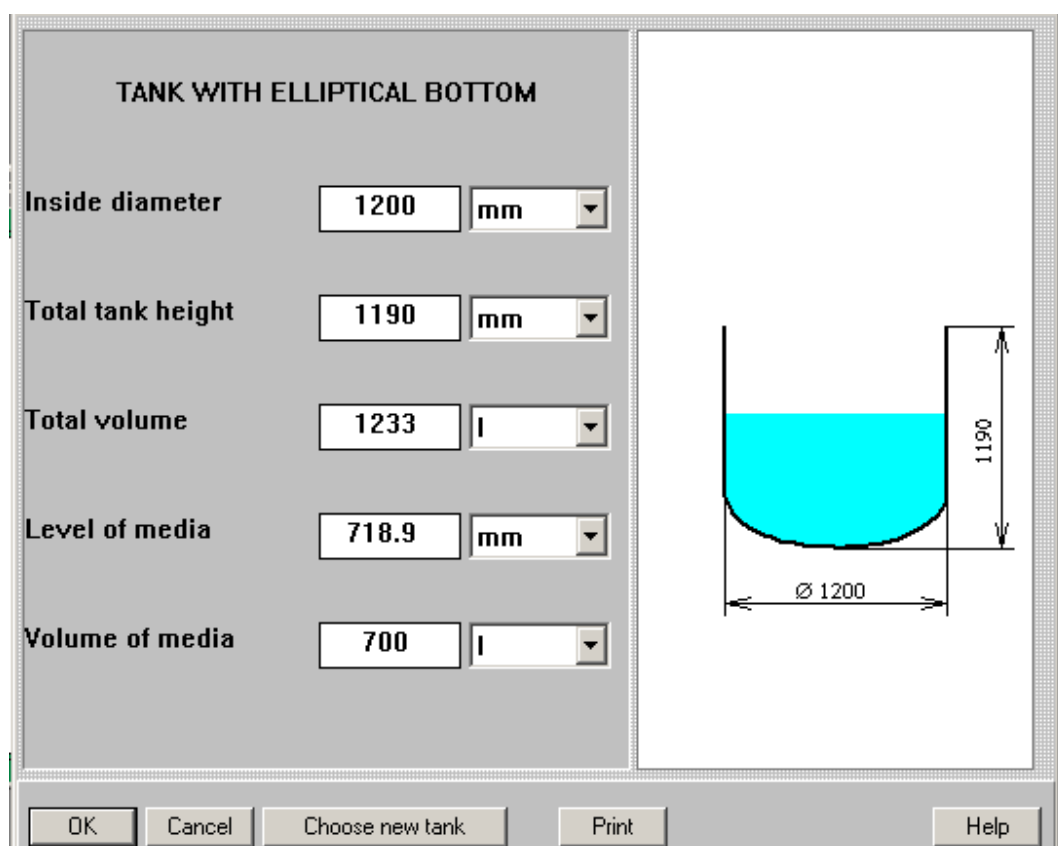 TANK WITH ELLIPTICAL BOTTOM
Inside diameter 1200 mm
Total tank height 1190 mm
Total volume 1233 l
Level of media 718.9 mm
Volume of media 700 l
1190
Ø 1200
OK Cancel Choose new tank Print Help